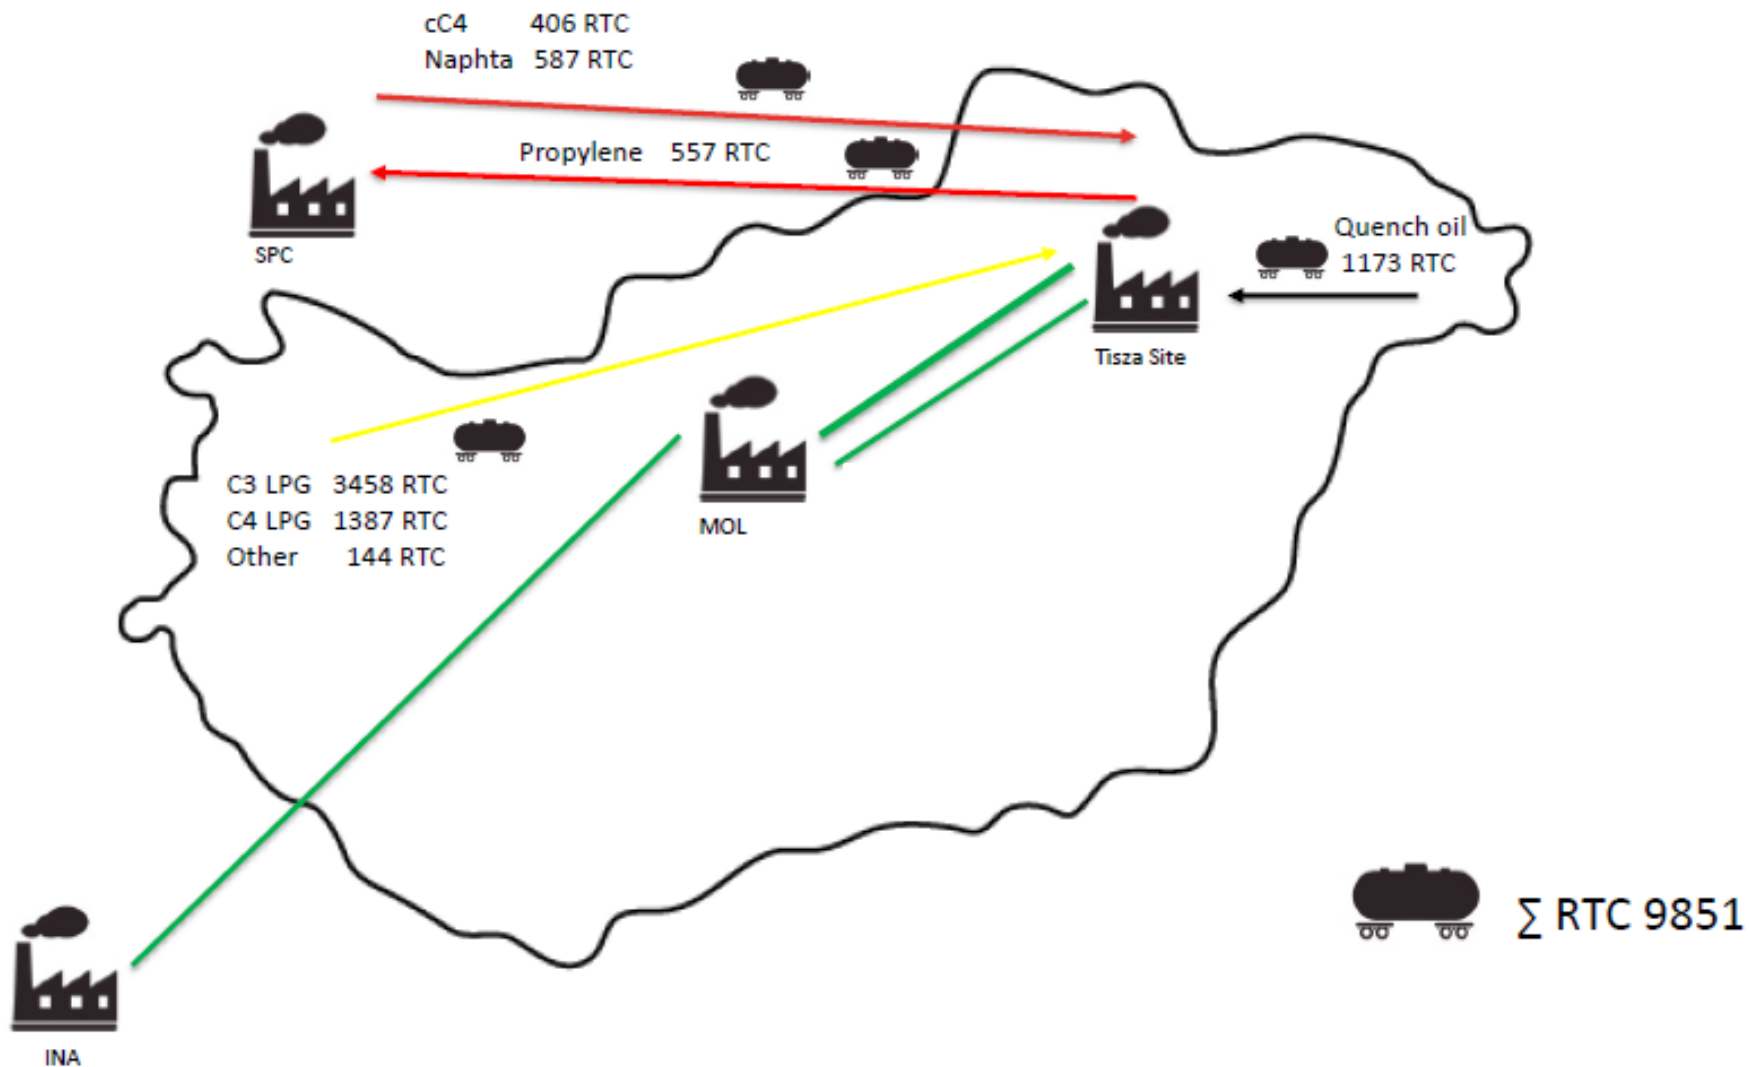 cC4 406 RTC
Naphta 587 RTC
Propylene 557 RTC
SPC
Quench oil
1173 RTC
Tisza Site
C3 LPG 3458 RTC
C4 LPG 1387 RTC
Other 144 RTC
MOL
∑ RTC 9851
INA